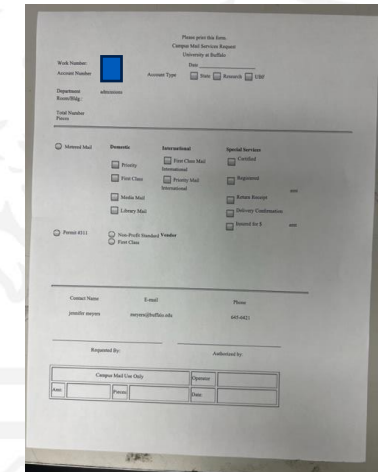 Please print this form.
Campus Mail Services Request
University at Buffalo
Date
Work Number:
Account Number
Account Type
State
Research
UBF
Department
admissions
Room/Bldg.:
Total Number
Pieces
Metered Mail
Domestic
International
Special Services
Priority
First Class Mail
International
Certified
First Class
Priority Mail
International
Registered
Media Mail
Return Receipt
Library Mail
Delivery Confirmation
Insured for $
Permit #311
Non-Profit Standard
Vendor
First Class
Contact Name
E-mail
Phone
jennifer meyers
meyers@buffalo.edu
645-6421
Requested By:
Authorized by
Campus Mail Use Only
Operator
Amt:
Pieces
Date